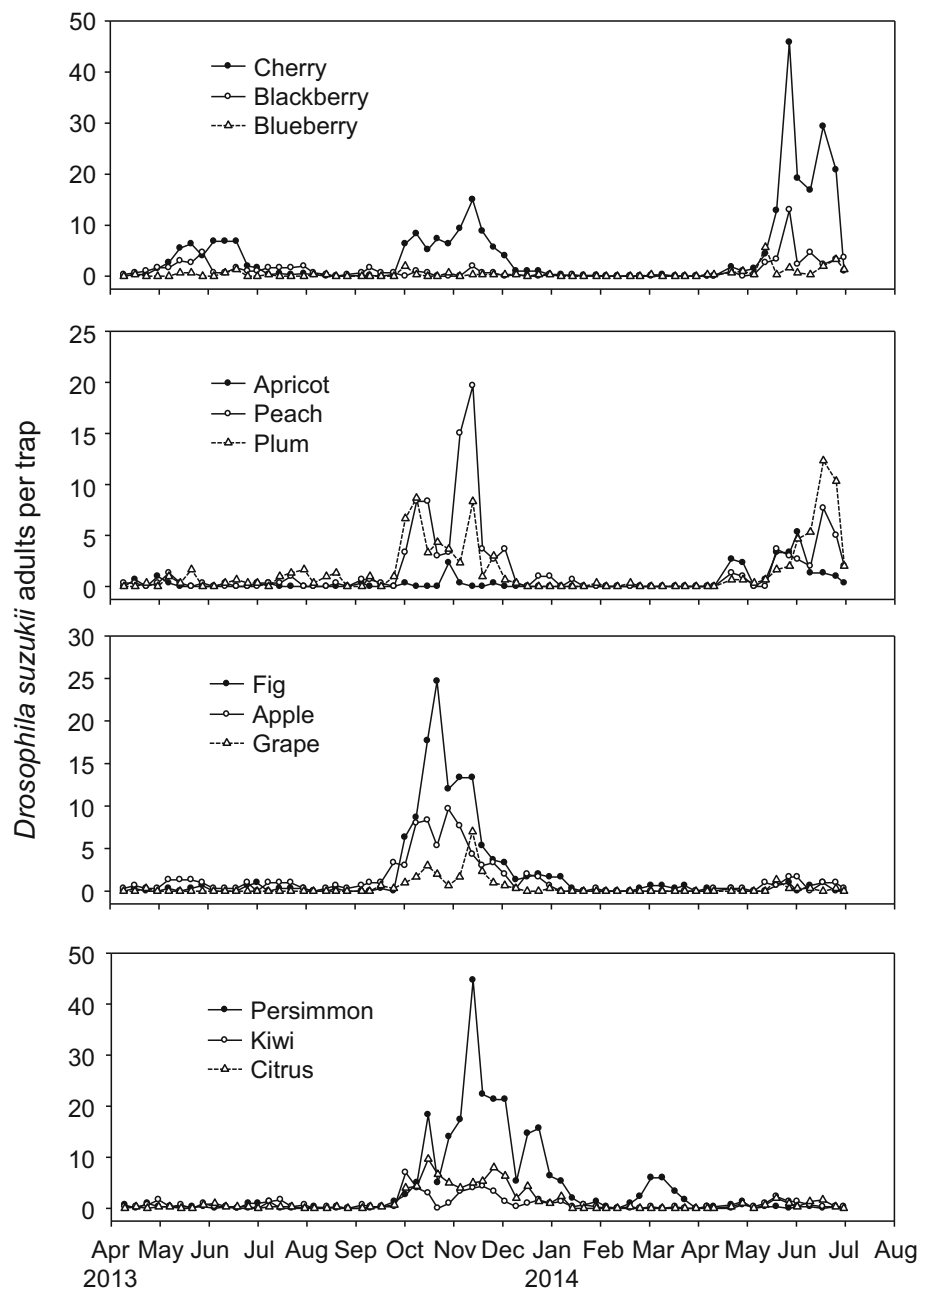 50
40
30
20
10
0
Cherry
Blackberry
Blueberry
25
20
15
10
5
0
Apricot
Peach
Plum
Drosophila suzukii adults per trap
30
25
20
15
10
5
0
Fig
Apple
Grape
50
40
30
20
10
0
Persimmon
Kiwi
Citrus
Apr May Jun Jul Aug Sep Oct Nov Dec Jan Feb Mar Apr May Jun Jul Aug
2013 2014